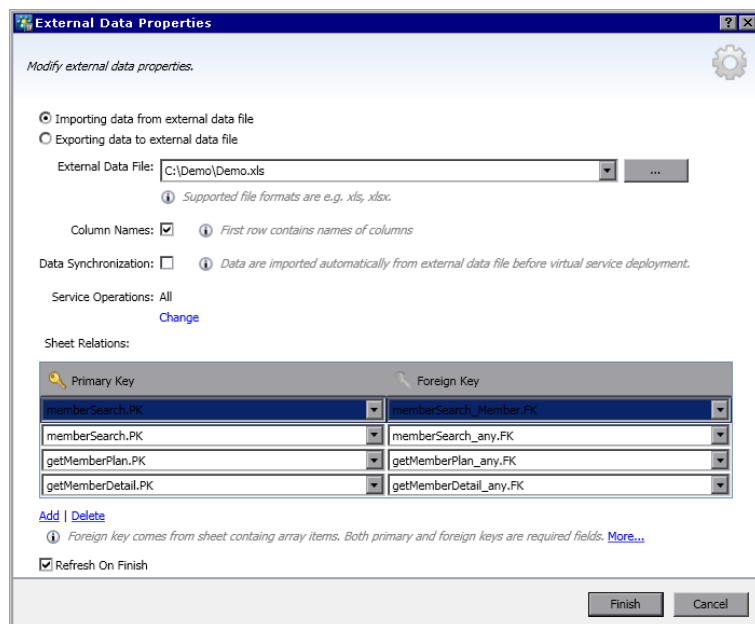 External Data Properties
Modify external data properties.
Importing data from external data file
Exporting data to external data file
External Data File: C:\Demo\Demo.xls ...
Supported file formats are e.g. xls, xlsx.
Column Names: First row contains names of columns
Data Synchronization: Data are imported automatically from external data file before virtual service deployment.
Service Operations: All
Change
Sheet Relations:
Primary Key Foreign Key
memberSearch.PK memberSearch_Member.FK
memberSearch.PK memberSearch_any.FK
getMemberPlan.PK getMemberPlan_any.FK
getMemberDetail.PK getMemberDetail_any.FK
Add | Delete
Foreign key comes from sheet containg array items. Both primary and foreign keys are required fields. More...
Refresh On Finish
Finish Cancel